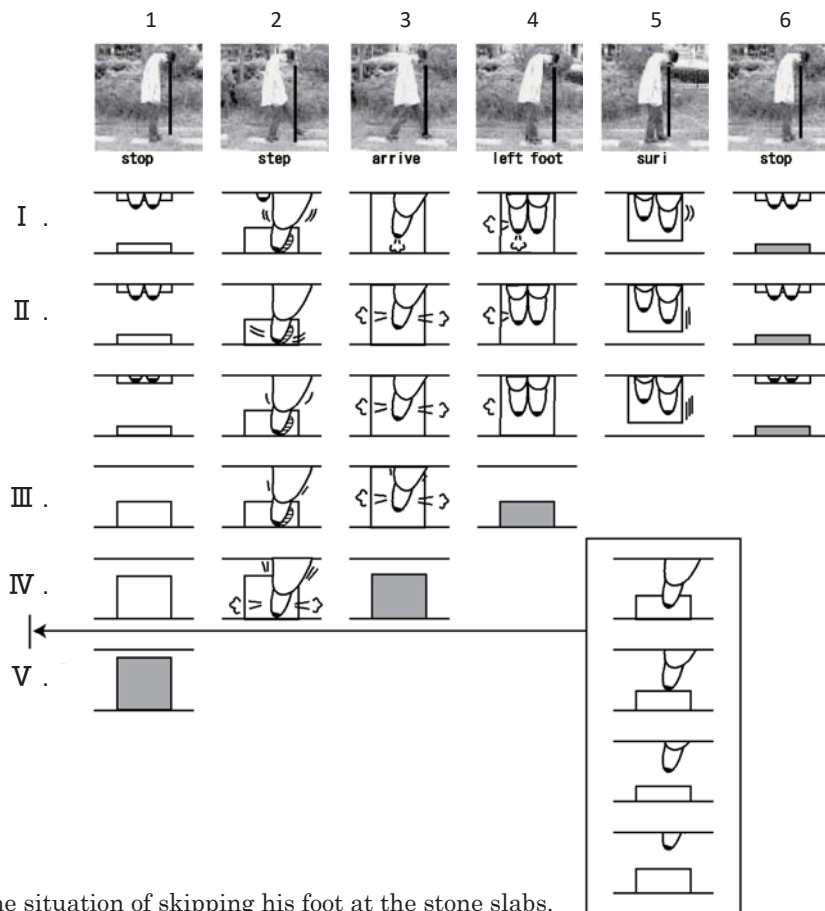 1 2 3 4 5 6
stop step arrive left foot suri stop
I .
II .
III .
IV .
V .
he situation of skipping his foot at the stone slabs.